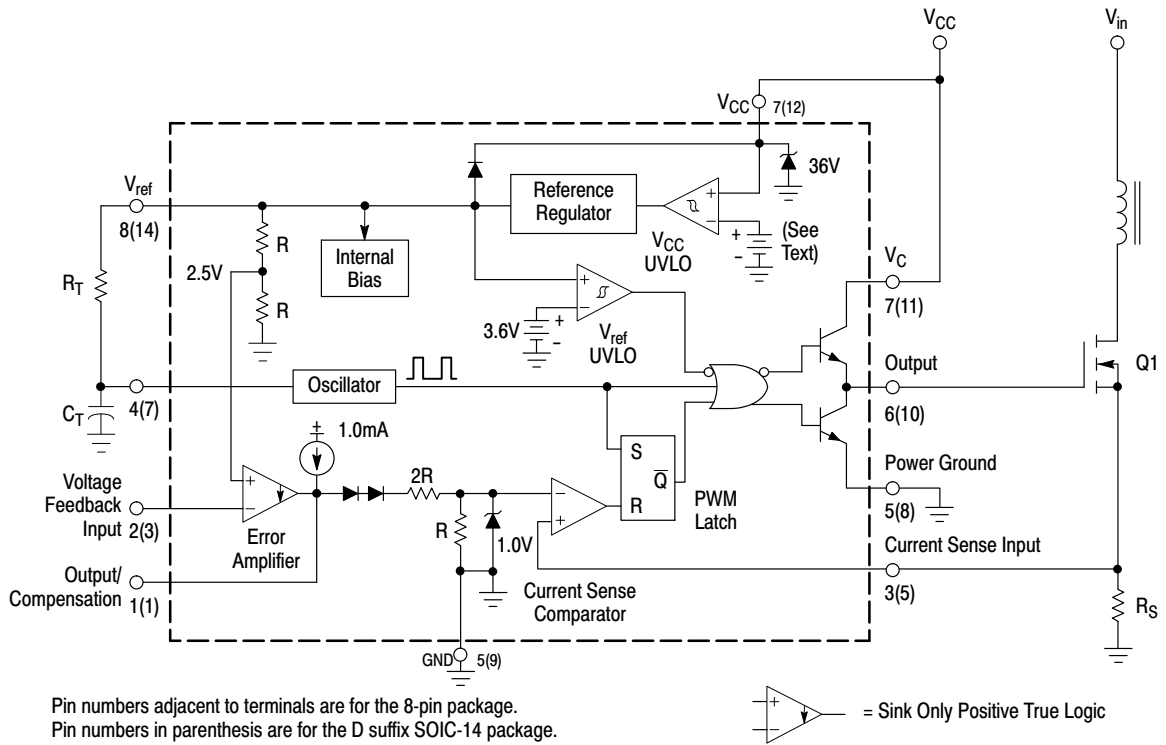 VCC
Vin
VCC 7(12)
36V
Vref
8(14)
Reference
Regulator
R
Internal
Bias
VCC
UVLO
+
-
+
-
(See
Text)
2.5V
RT
R
+
-
3.6V
+
-
Vref
UVLO
VC
7(11)
Output
6(10)
Q1
Oscillator
4(7)
CT
+
1.0mA
S
Q
R
PWM
Latch
2R
Voltage
Feedback
Input 2(3)
+
-
Error
Amplifier
R
1.0V
-
+
Current Sense
Comparator
Power Ground
5(8)
Current Sense Input
3(5)
RS
Output/
Compensation 1(1)
GND 5(9)
Pin numbers adjacent to terminals are for the 8-pin package.
Pin numbers in parenthesis are for the D suffix SOIC-14 package.
+
-
= Sink Only Positive True Logic